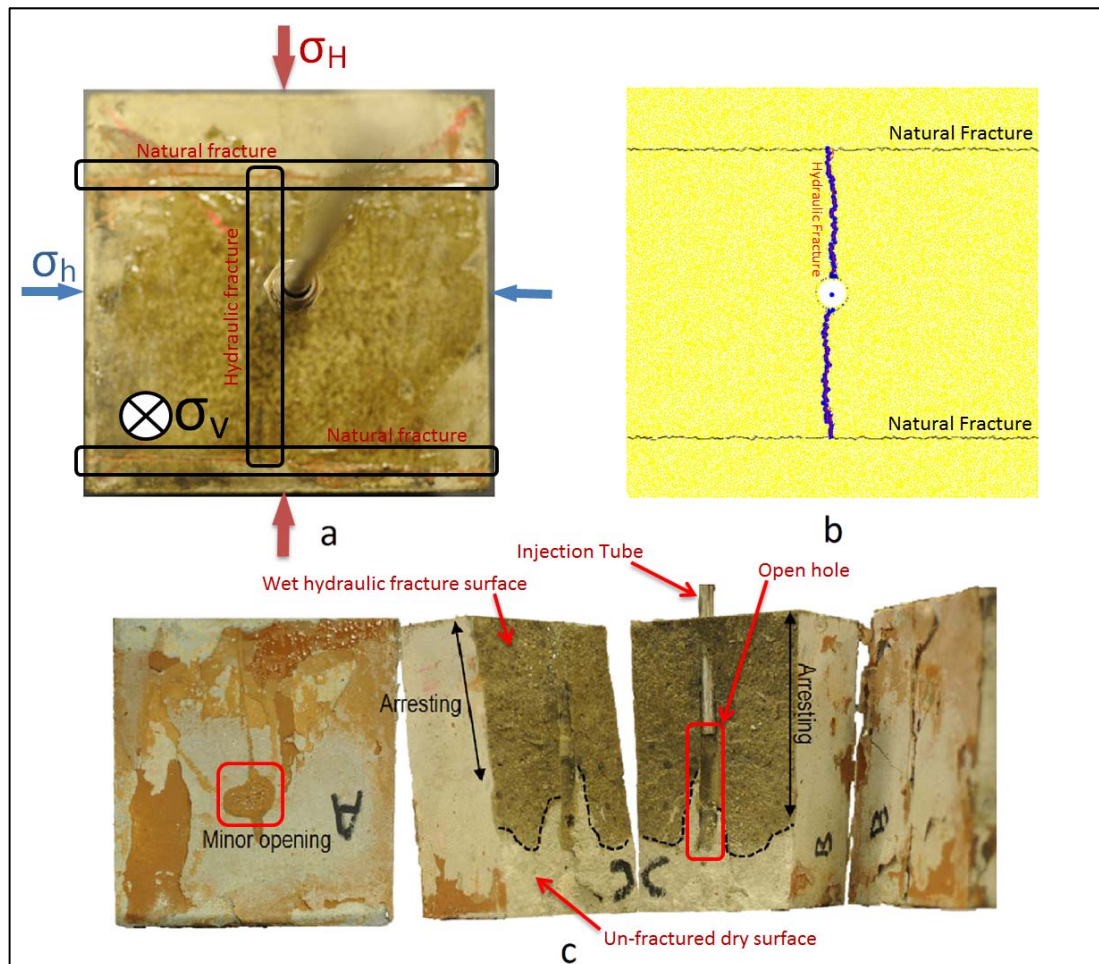 σH
Natural fracture
σh
Hydraulic fracture
σv
Natural fracture
a
Natural Fracture
Hydraulic Fracture
Natural Fracture
b
Injection Tube
Wet hydraulic fracture surface
Open hole
Arresting
Arresting
Minor opening
A
B
B
Un-fractured dry surface
c